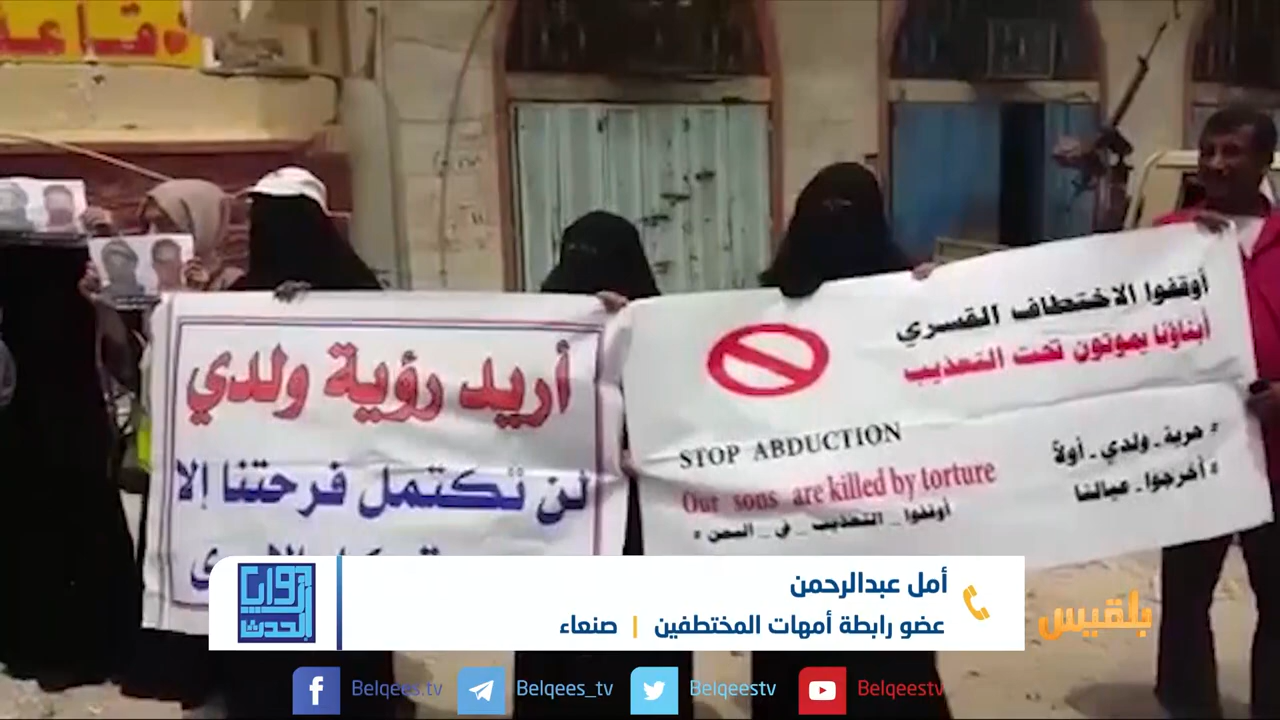 قاعة
أريد رؤية ولدي
لن تكتمل فرحتنا إلا
أوقفوا الاختطاف القسري
أبناؤنا يموتون تحت التعذيب
STOP ABDUCTION
Our sons are killed by torture
# حرية _ ولدي _ أولاً
# أخرجوا _ عيالنا
أوقفوا _ التعذيب _ في _ السجن #
زوايا الحدث
أمل عبدالرحمن
عضو رابطة أمهات المختطفين | صنعاء
بلقيس
Belqees.tv
Belqees_tv
Belqeestv
Belqeestv